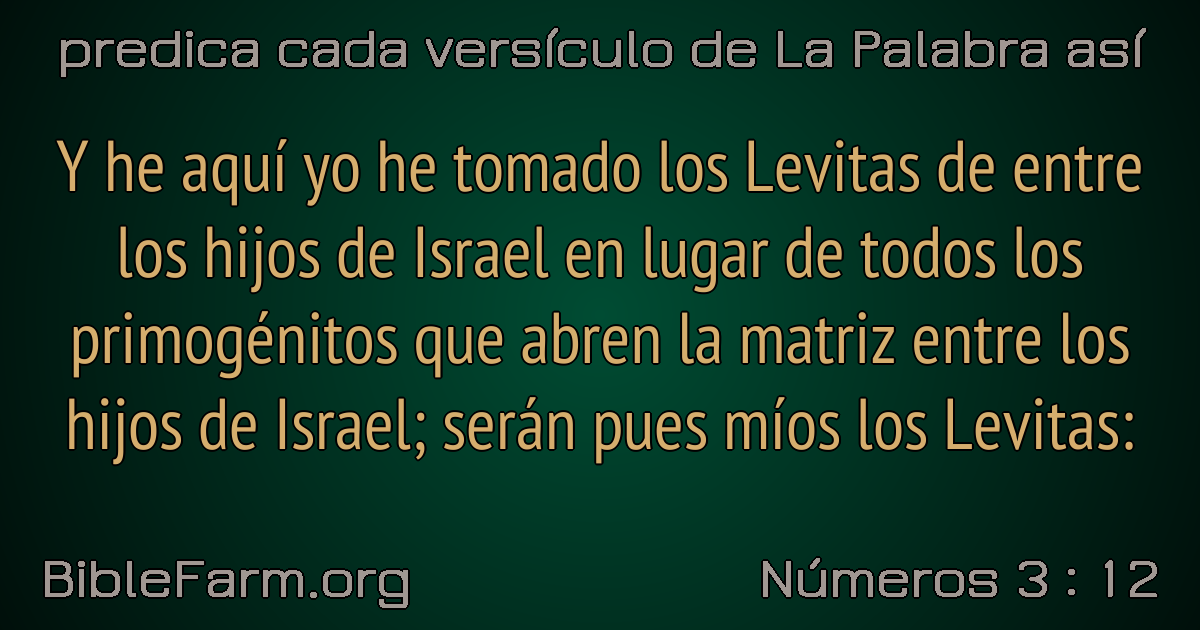 predica cada versículo de La Palabra así
Y he aquí yo he tomado los Levitas de entre
los hijos de Israel en lugar de todos los
primogénitos que abren la matriz entre los
hijos de Israel; serán pues míos los Levitas:
BibleFarm.org
Números 3 : 12